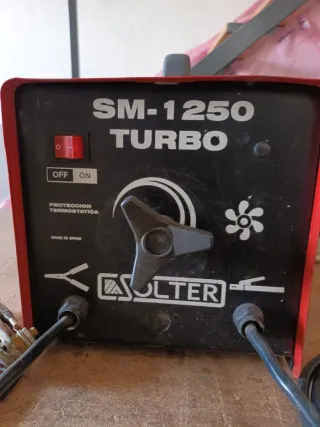 SM-1250
TURBO
OFF ON
PROTECCION
TERMOSTATICA
MADE IN SPAIN
SOLTER